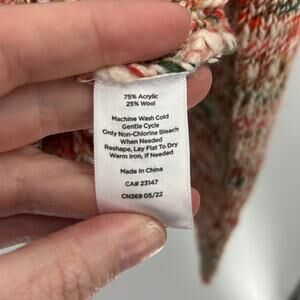 75% Acrylic
25% Wool
Machine Wash Cold
Gentle Cycle
Only Non-Chlorine Bleach
When Needed
Reshape, Lay Flat To Dry
Warm Iron, If Needed
Made In China
CA# 23147
CN369 05/22